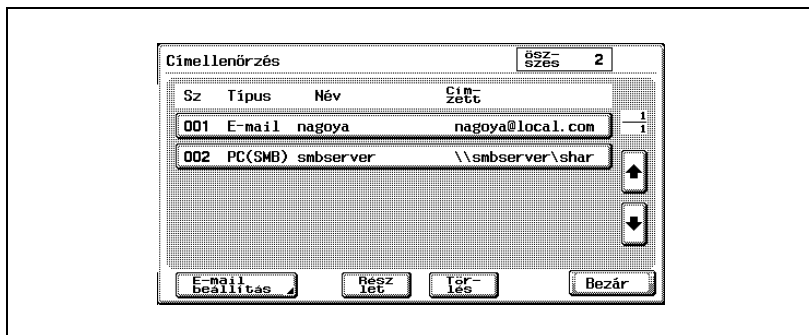 Címellenőrzés ösz-
szes 2
Sz Típus Név Cím-
zett
001 E-mail nagoya nagoya@local.com 1
1
002 PC(SMB) smbserver \\smbserver\shar
E-mail
beállítás Rész
let Tör-
lés Bezár